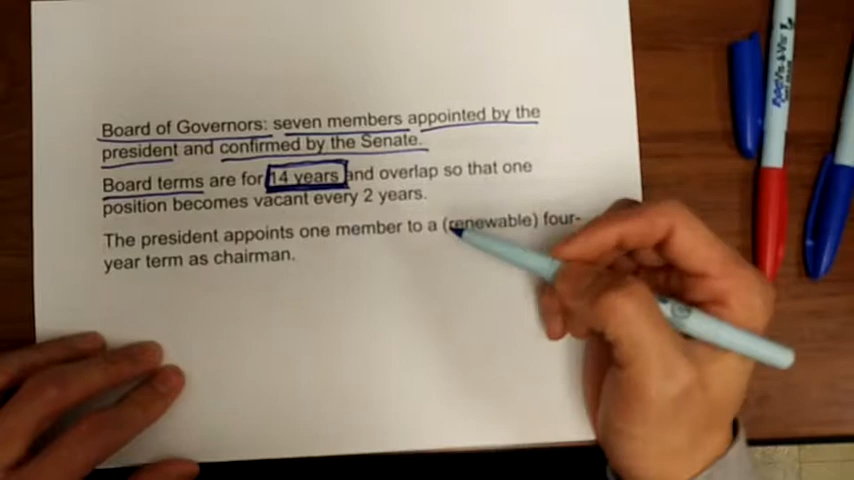 Board of Governors: seven members appointed by the
president and confirmed by the Senate.
Board terms are for 14 years and overlap so that one
position becomes vacant every 2 years.
The president appoints one member to a (renewable) four-
year term as chairman.